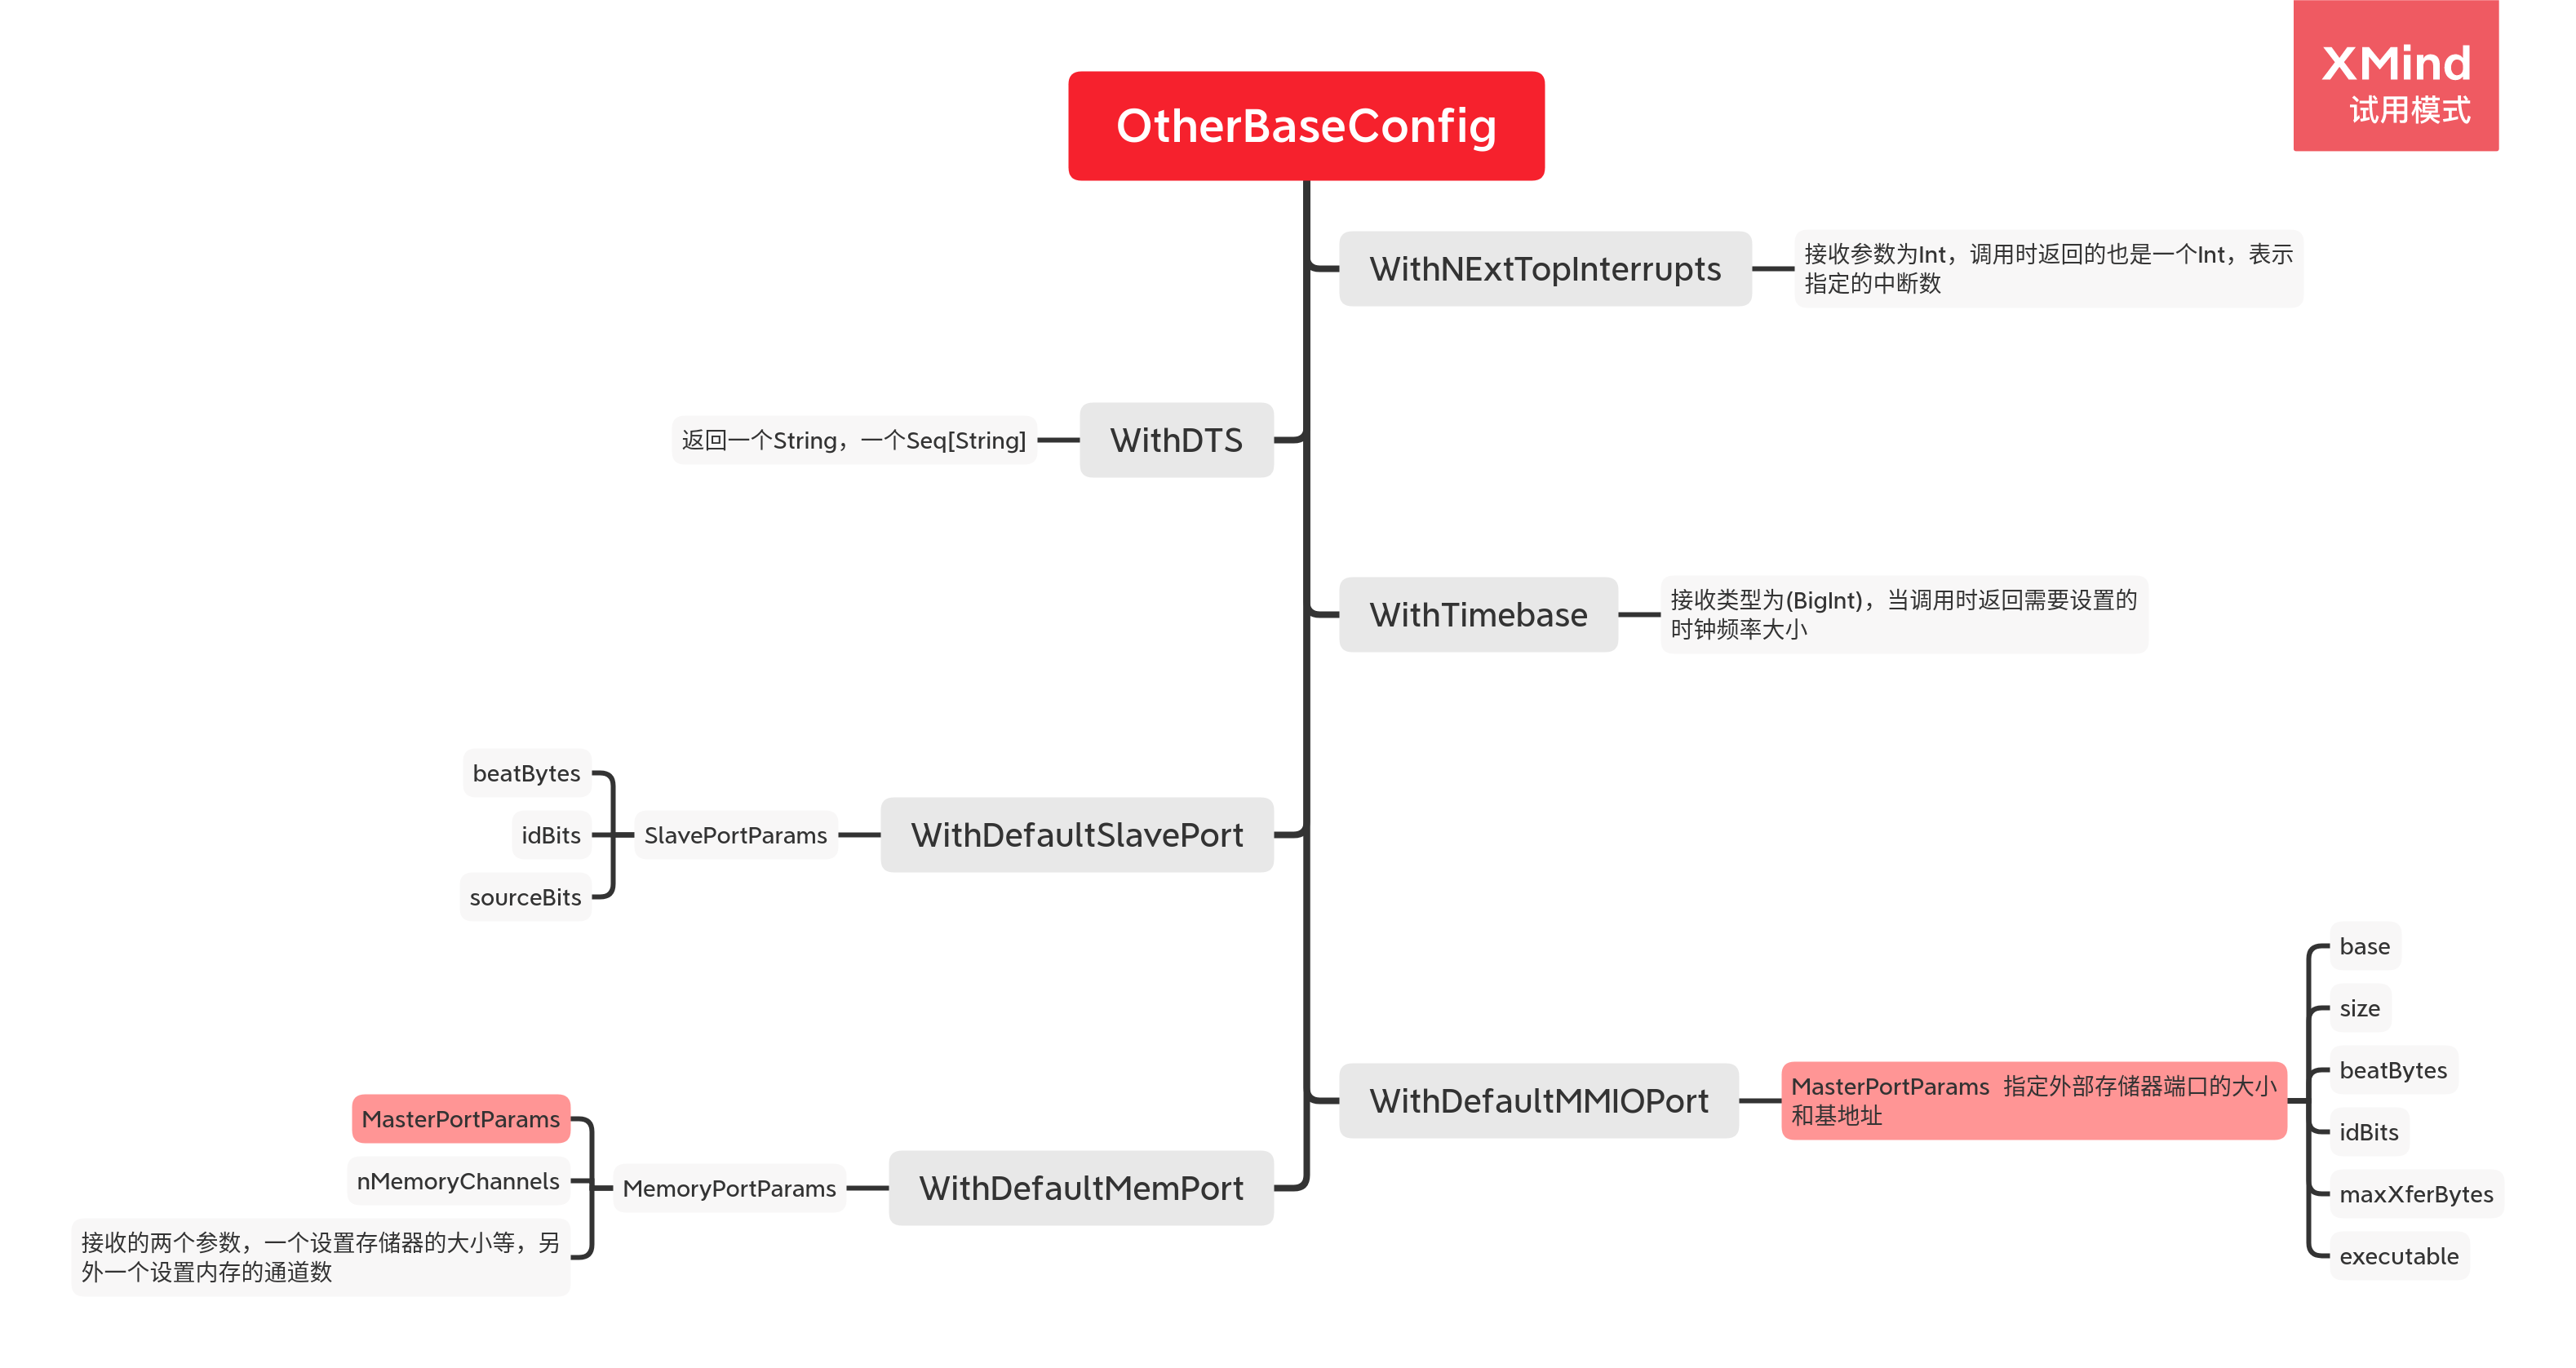 XMind
试用模式
OtherBaseConfig
WithNExtTopInterrupts
接收参数为Int，调用时返回的也是一个Int，表示
指定的中断数
返回一个String，一个Seq[String]
WithDTS
WithTimebase
接收类型为(BigInt)，当调用时返回需要设置的
时钟频率大小
beatBytes
idBits
sourceBits
SlavePortParams
WithDefaultSlavePort
WithDefaultMMIOPort
MasterPortParams 指定外部存储器端口的大小
和基地址
base
size
beatBytes
idBits
maxXferBytes
executable
MasterPortParams
nMemoryChannels
接收的两个参数，一个设置存储器的大小等，另
外一个设置内存的通道数
MemoryPortParams
WithDefaultMemPort